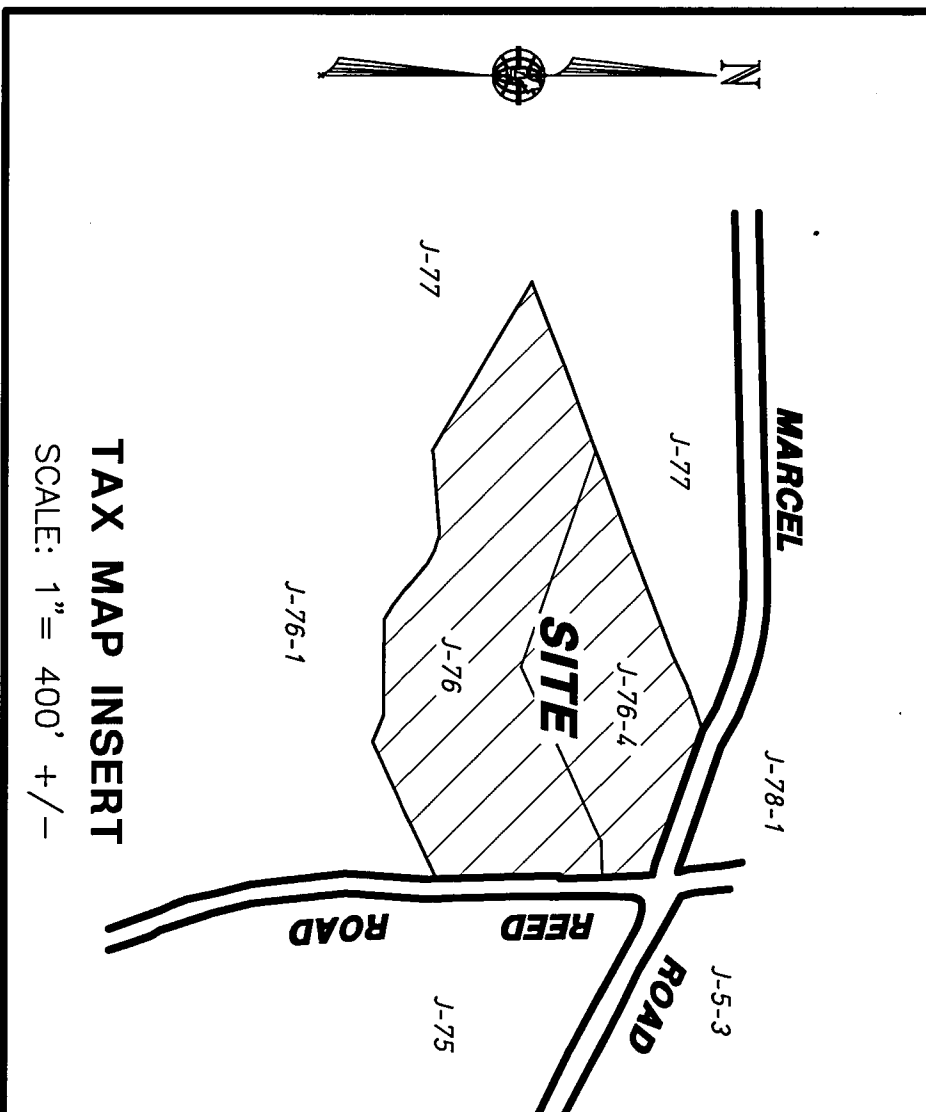 N
MARCEL
ROAD
J-78-1
J-5-3
J-77
J-77
J-76-4
SITE
J-76
J-76-1
REED
ROAD
J-75
TAX MAP INSERT
SCALE: 1"= 400' +/-